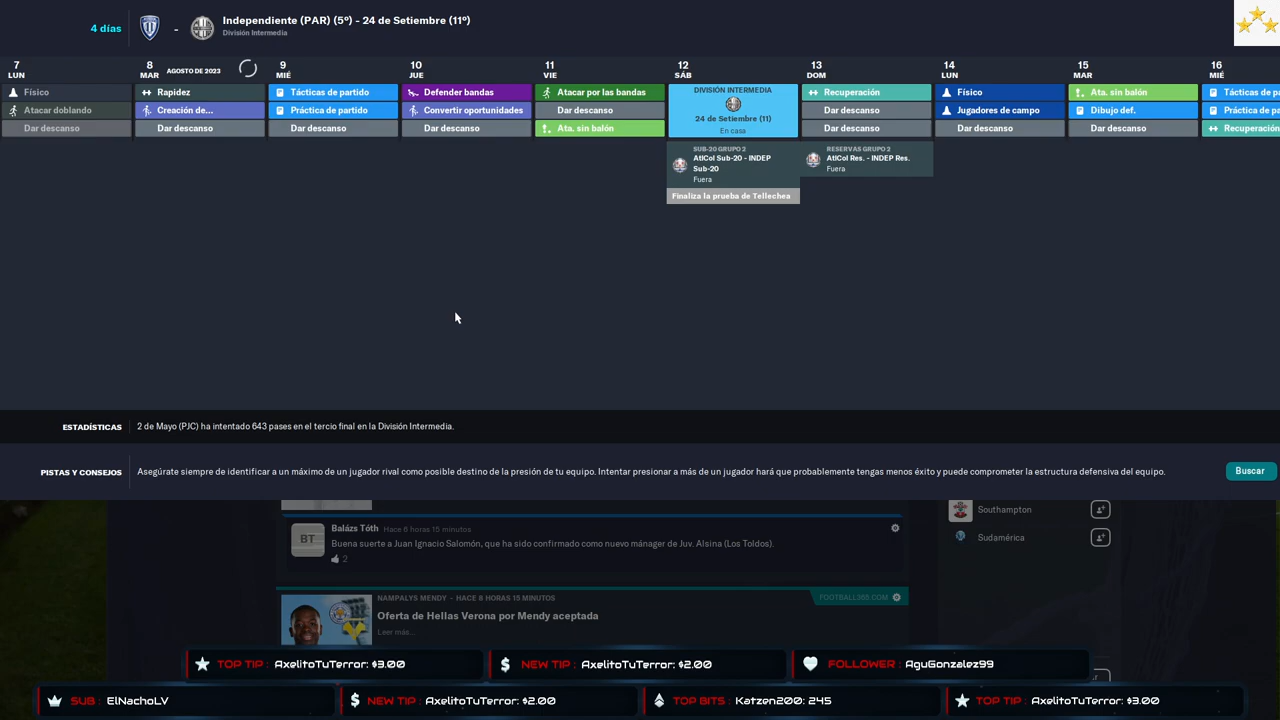 4 días
-
Independiente (PAR) (5º) - 24 de Setiembre (11º)
División Intermedia
7
LUN
8
MAR
AGOSTO DE 2023
9
MIÉ
10
JUE
11
VIE
12
SÁB
13
DOM
14
LUN
15
MAR
16
MIÉ
Físico
Atacar doblando
Dar descanso
Rapidez
Creación de...
Dar descanso
Tácticas de partido
Práctica de partido
Dar descanso
Defender bandas
Convertir oportunidades
Dar descanso
Atacar por las bandas
Dar descanso
Ata. sin balón
DIVISIÓN INTERMEDIA
24 de Setiembre (11)
En casa
SUB-20 GRUPO 2
AtlCol Sub-20 - INDEP
Sub-20
Fuera
Finaliza la prueba de Tellechea
Recuperación
Dar descanso
Dar descanso
RESERVAS GRUPO 2
AtlCol Res. - INDEP Res.
Fuera
Físico
Jugadores de campo
Dar descanso
Ata. sin balón
Dibujo def.
Dar descanso
Tácticas de pa
Práctica de pa
Recuperación
ESTADÍSTICAS
2 de Mayo (PJC) ha intentado 643 pases en el tercio final en la División Intermedia.
PISTAS Y CONSEJOS
Asegúrate siempre de identificar a un máximo de un jugador rival como posible destino de la presión de tu equipo. Intentar presionar a más de un jugador hará que probablemente tengas menos éxito y puede comprometer la estructura defensiva del equipo.
Buscar
BT
Balázs Tóth Hace 6 horas 15 minutos
Buena suerte a Juan Ignacio Salomón, que ha sido confirmado como nuevo mánager de Juv. Alsina (Los Toldos).
2
Southampton
Sudamérica
NAMPALYS MENDY - HACE 6 HORAS 15 MINUTOS
FOOTBALL365.COM
Oferta de Hellas Verona por Mendy aceptada
Leer más...
TOP TIP : AxelitoTuTerror: $3.00
NEW TIP : AxelitoTuTerror: $2.00
FOLLOWER : AguGonzalez99
SUB : ElNachoLV
NEW TIP : AxelitoTuTerror: $2.00
TOP BITS : Katzen200: 245
TOP TIP : AxelitoTuTerror: $3.00